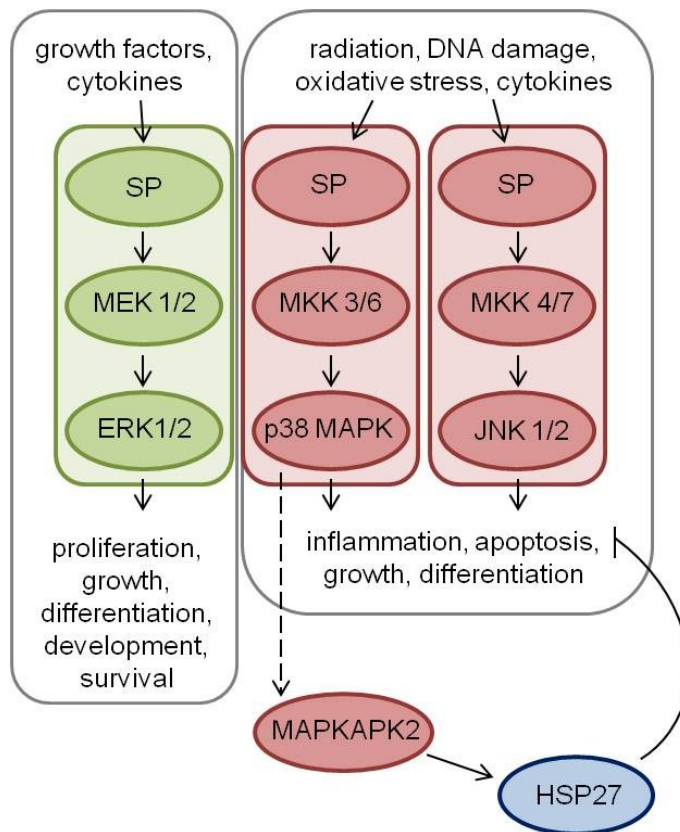 growth factors,
cytokines
radiation, DNA damage,
oxidative stress, cytokines
SP
SP
SP
MEK 1/2
MKK 3/6
MKK 4/7
ERK1/2
p38 MAPK
JNK 1/2
proliferation,
growth,
differentiation,
development,
survival
inflammation, apoptosis,
growth, differentiation
MAPKAPK2
HSP27